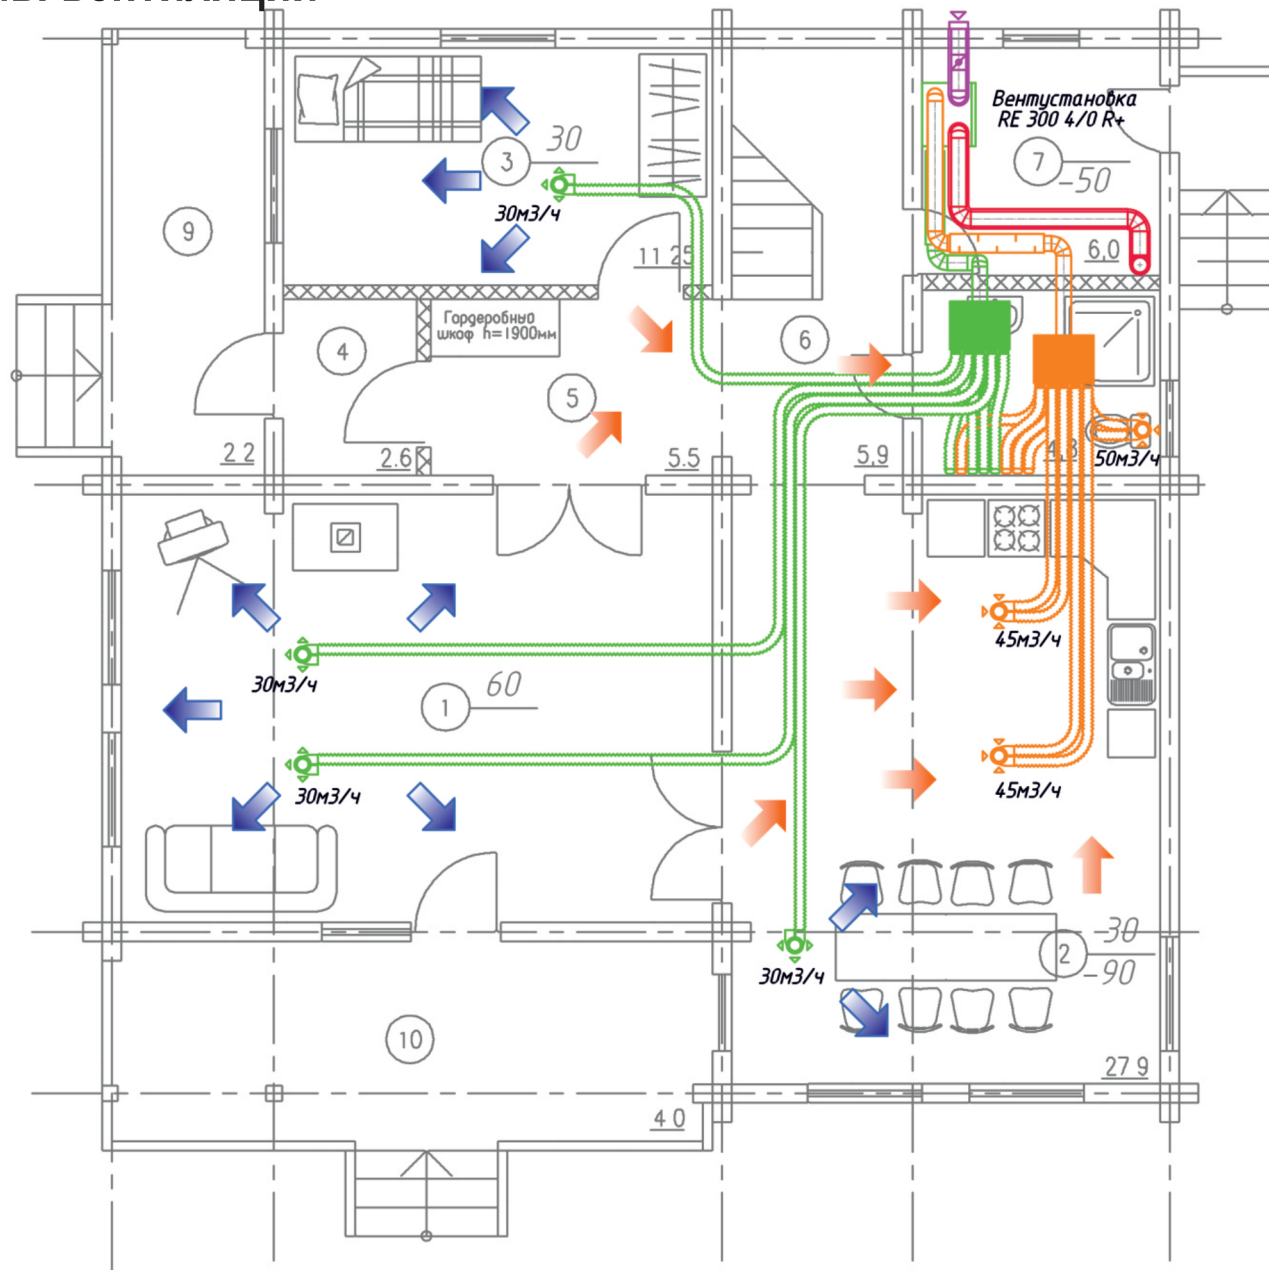 Вентустановка
RE 300 4/0 R+
3
30
30м3/ч
7
-50
9
11 25
6,0
Гардеробный
шкаф h=1900мм
4
6
5
2 2
2.6
5.5
5,9
4,8
50м3/ч
45м3/ч
30м3/ч
1
60
45м3/ч
30м3/ч
2
30
-90
30м3/ч
10
27 9
4 0